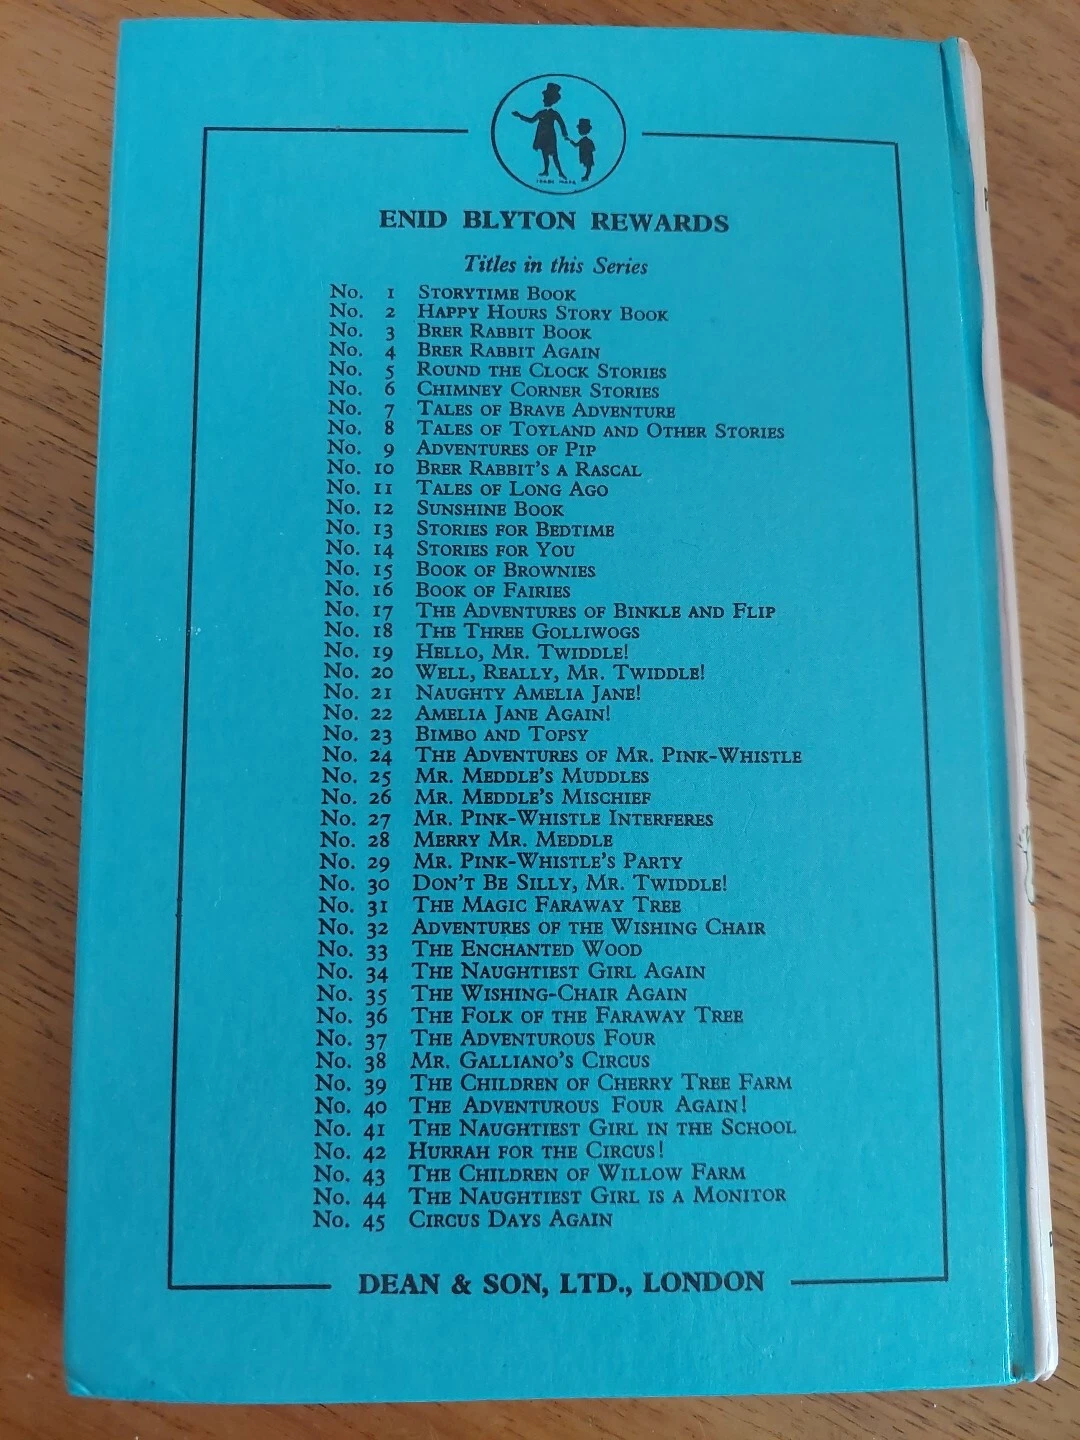 TRADE MARK
ENID BLYTON REWARDS
Titles in this Series
No. 1 STORYTIME BOOK
No. 2 HAPPY HOURS STORY BOOK
No. 3 BRER RABBIT BOOK
No. 4 BRER RABBIT AGAIN
No. 5 ROUND THE CLOCK STORIES
No. 6 CHIMNEY CORNER STORIES
No. 7 TALES OF BRAVE ADVENTURE
No. 8 TALES OF TOYLAND AND OTHER STORIES
No. 9 ADVENTURES OF PIP
No. 10 BRER RABBIT'S A RASCAL
No. 11 TALES OF LONG AGO
No. 12 SUNSHINE BOOK
No. 13 STORIES FOR BEDTIME
No. 14 STORIES FOR YOU
No. 15 BOOK OF BROWNIES
No. 16 BOOK OF FAIRIES
No. 17 THE ADVENTURES OF BINKLE AND FLIP
No. 18 THE THREE GOLLIWOGS
No. 19 HELLO, MR. TWIDDLE!
No. 20 WELL, REALLY, MR. TWIDDLE!
No. 21 NAUGHTY AMELIA JANE!
No. 22 AMELIA JANE AGAIN!
No. 23 BIMBO AND TOPSY
No. 24 THE ADVENTURES OF MR. PINK-WHISTLE
No. 25 MR. MEDDLE'S MUDDLES
No. 26 MR. MEDDLE'S MISCHIEF
No. 27 MR. PINK-WHISTLE INTERFERES
No. 28 MERRY MR. MEDDLE
No. 29 MR. PINK-WHISTLE'S PARTY
No. 30 DON'T BE SILLY, MR. TWIDDLE!
No. 31 THE MAGIC FARAWAY TREE
No. 32 ADVENTURES OF THE WISHING CHAIR
No. 33 THE ENCHANTED WOOD
No. 34 THE NAUGHTIEST GIRL AGAIN
No. 35 THE WISHING-CHAIR AGAIN
No. 36 THE FOLK OF THE FARAWAY TREE
No. 37 THE ADVENTUROUS FOUR
No. 38 MR. GALLIANO'S CIRCUS
No. 39 THE CHILDREN OF CHERRY TREE FARM
No. 40 THE ADVENTUROUS FOUR AGAIN!
No. 41 THE NAUGHTIEST GIRL IN THE SCHOOL
No. 42 HURRAH FOR THE CIRCUS!
No. 43 THE CHILDREN OF WILLOW FARM
No. 44 THE NAUGHTIEST GIRL IS A MONITOR
No. 45 CIRCUS DAYS AGAIN
DEAN & SON, LTD., LONDON